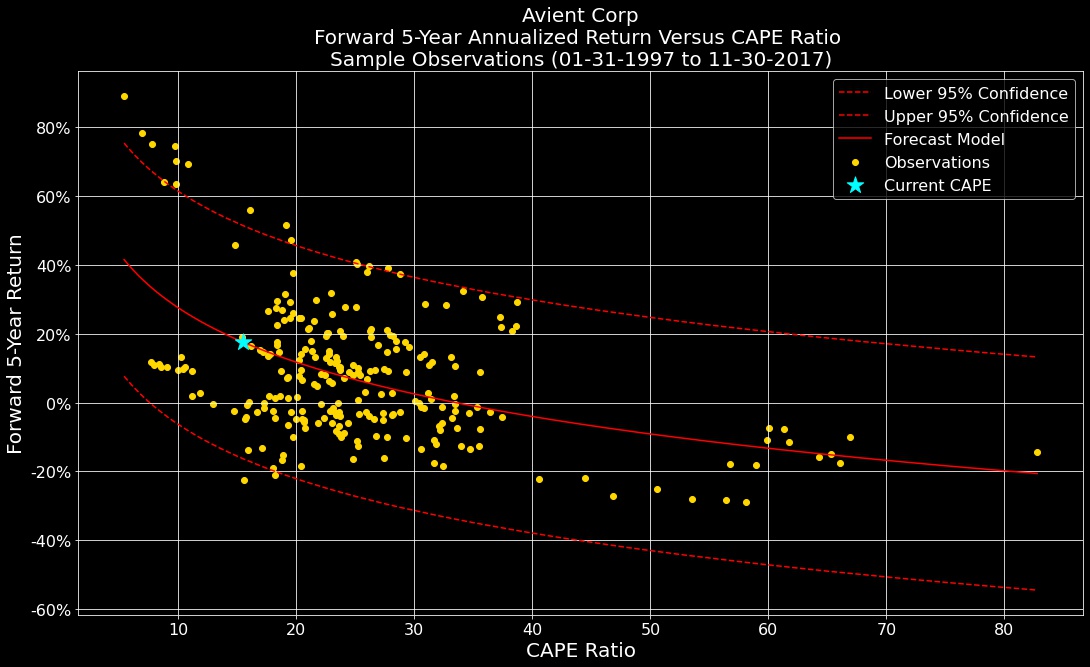 Avient Corp
Forward 5-Year Annualized Return Versus CAPE Ratio
Sample Observations (01-31-1997 to 11-30-2017)
Lower 95% Confidence
Upper 95% Confidence
Forecast Model
Observations
Current CAPE
Forward 5-Year Return
80%
60%
40%
20%
0%
-20%
-40%
-60%
10 20 30 40 50 60 70 80
CAPE Ratio